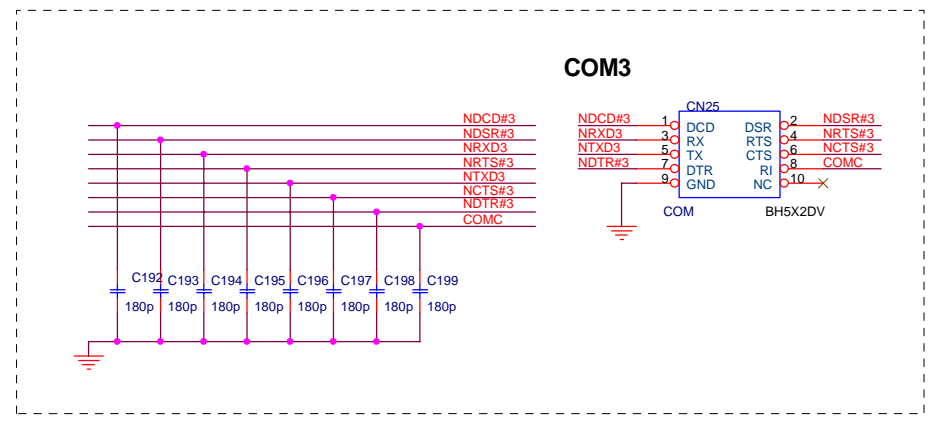 COM3
CN25
NDCD#3
NDSR#3
NRXD3
NRTS#3
NTXD3
NCTS#3
NDTR#3
COMC
NDCD#3 1 DCD DSR 2 NDSR#3
NRXD3 3 RX RTS 4 NRTS#3
NTXD3 5 TX CTS 6 NCTS#3
NDTR#3 7 DTR RI 8 COMC
9 GND NC 10
COM BH5X2DV
C192 C193 C194 C195 C196 C197 C198 C199
180p 180p 180p 180p 180p 180p 180p 180p